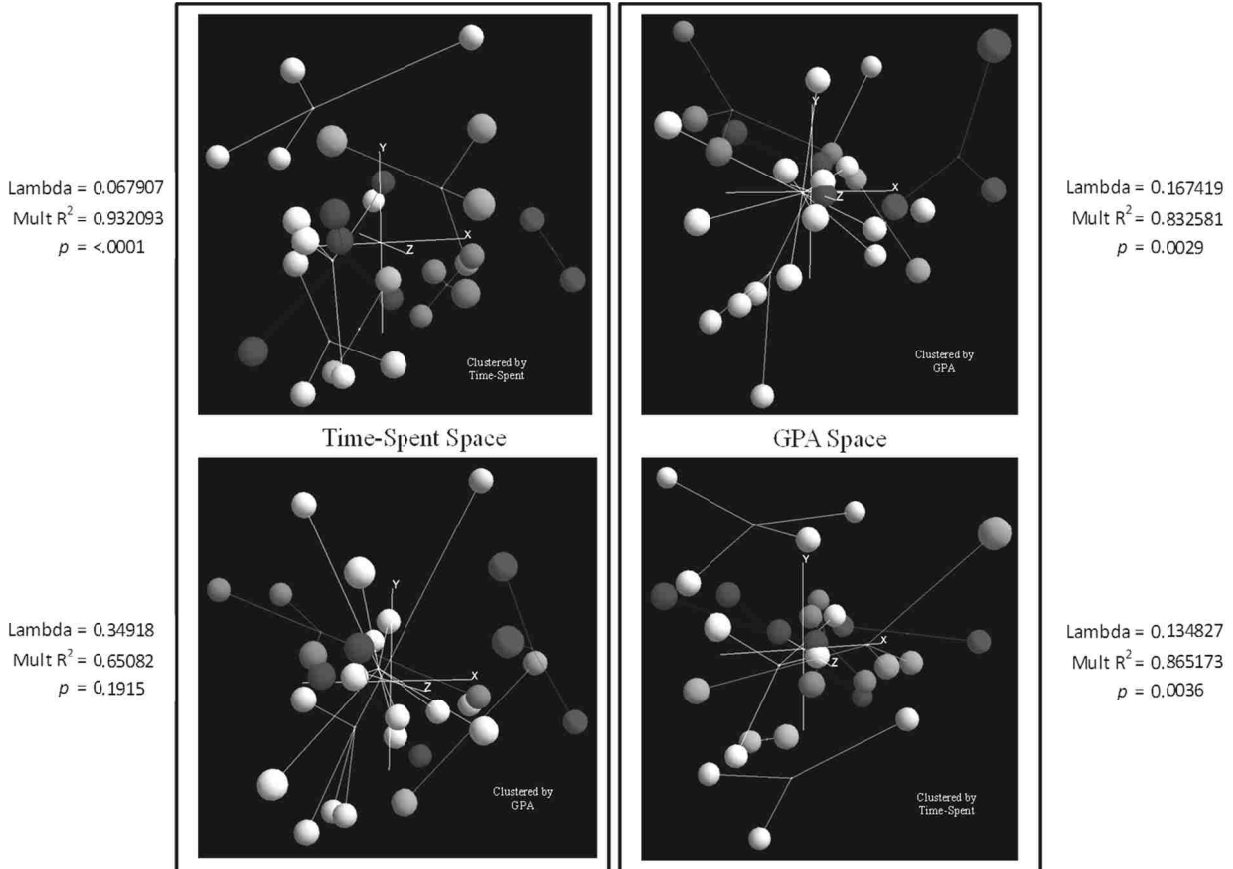 Lambda = 0.067907
Mult R² = 0.932093
p = <.0001
Y
X
Z
Clustered by
Time-Spent
Y
X
Z
Clustered by
GPA
Lambda = 0.167419
Mult R² = 0.832581
p = 0.0029
Time-Spent Space
GPA Space
Lambda = 0.34918
Mult R² = 0.65082
p = 0.1915
Y
X
Z
Clustered by
GPA
Y
X
Z
Clustered by
Time-Spent
Lambda = 0.134827
Mult R² = 0.865173
p = 0.0036